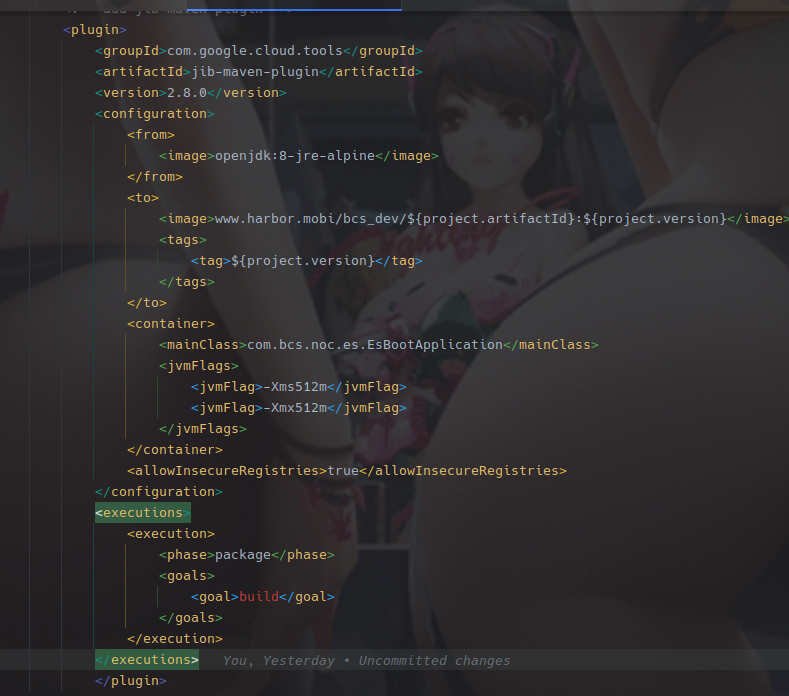 add jib-maven-plugin
<plugin>
<groupId>com.google.cloud.tools</groupId>
<artifactId>jib-maven-plugin</artifactId>
<version>2.8.0</version>
<configuration>
<from>
<image>openjdk:8-jre-alpine</image>
</from>
<to>
<image>www.harbor.mobi/bcs_dev/${project.artifactId}:${project.version}</image>
<tags>
<tag>${project.version}</tag>
</tags>
</to>
<container>
<mainClass>com.bcs.noc.es.EsBootApplication</mainClass>
<jvmFlags>
<jvmFlag>-Xms512m</jvmFlag>
<jvmFlag>-Xmx512m</jvmFlag>
</jvmFlags>
</container>
<allowInsecureRegistries>true</allowInsecureRegistries>
</configuration>
<executions>
<execution>
<phase>package</phase>
<goals>
<goal>build</goal>
</goals>
</execution>
</executions> You, Yesterday • Uncommitted changes
</plugin>